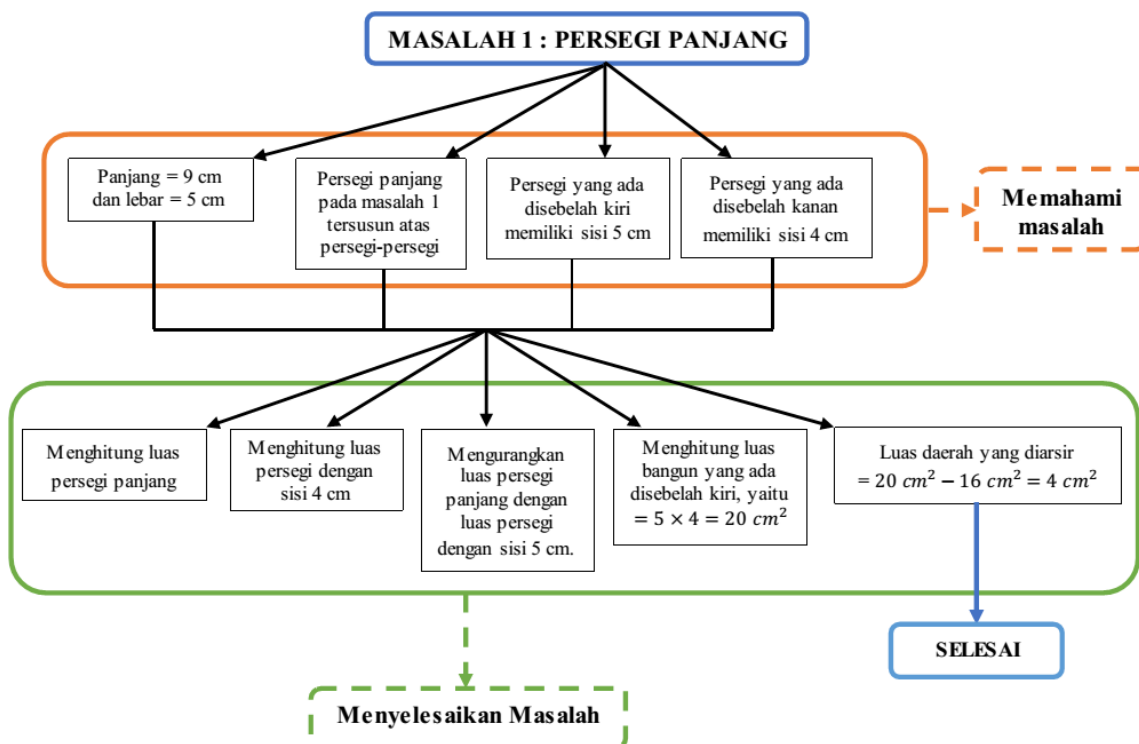 MASALAH 1 : PERSEGI PANJANG
Panjang = 9 cm
dan lebar = 5 cm
Persegi panjang
pada masalah 1
tersusun atas
persegi-persegi
Persegi yang ada
disebelah kiri
memiliki sisi 5 cm
Persegi yang ada
disebelah kanan
memiliki sisi 4 cm
Memahami
masalah
Menghitung luas
persegi panjang
Menghitung luas
persegi dengan
sisi 4 cm
Mengurangkan
luas persegi
panjang dengan
luas persegi
dengan sisi 5 cm.
Menghitung luas
bangun yang ada
disebelah kiri, yaitu
= 5 × 4 = 20 cm²
Luas daerah yang diarsir
= 20 cm² − 16 cm² = 4 cm²
SELESAI
Menyelesaikan Masalah